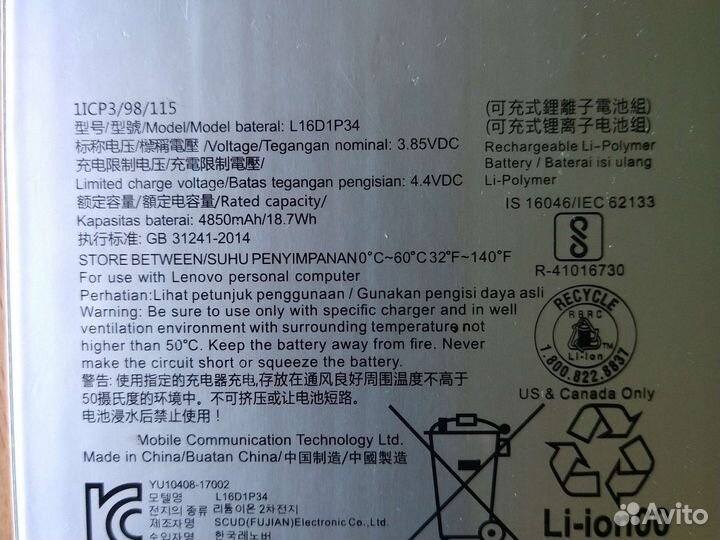 1ICP3/98/115
型号/型號/Model/Model baterai: L16D1P34
标称电压/標稱電壓 /Voltage/Tegangan nominal: 3.85VDC
充电限制电压/充電限制電壓/
Limited charge voltage/Batas tegangan pengisian: 4.4VDC
额定容量/額定电容量/Rated capacity/
Kapasitas baterai: 4850mAh/18.7Wh
执行标准: GB 31241-2014
STORE BETWEEN/SUHU PENYIMPANAN 0°C~60°C 32°F~140°F
For use with Lenovo personal computer
Perhatian:Lihat petunjuk penggunaan / Gunakan pengisi daya asli
Warning: Be sure to use only with specific charger and in well
ventilation environment with surrounding temperature not
higher than 50°C. Keep the battery away from fire. Never
make the circuit short or squeeze the battery.
警告: 使用指定的充电器充电,存放在通风良好周围温度不高于
50摄氏度的环境中。不可挤压或让电池短路.
电池浸水后禁止使用!
(可充式鋰離子電池組)
(可充式锂离子电池组)
Rechargeable Li-Polymer
Battery / Baterai isi ulang
Li-Polymer
IS 16046/IEC 62133
R-41016730
RECYCLE
RBRC
Li-ion
1.800.822.8837
US & Canada Only
Mobile Communication Technology Ltd.
Made in China/Buatan China/中国制造/中國製造
YU10408-17002
모델명 L16D1P34
전지의 종류 리튬이온 2차전지
제조자명 SCUD(FUJIAN)Electronic Co.,Ltd.
수입자명 한국레노버
Li-ion00
Avito